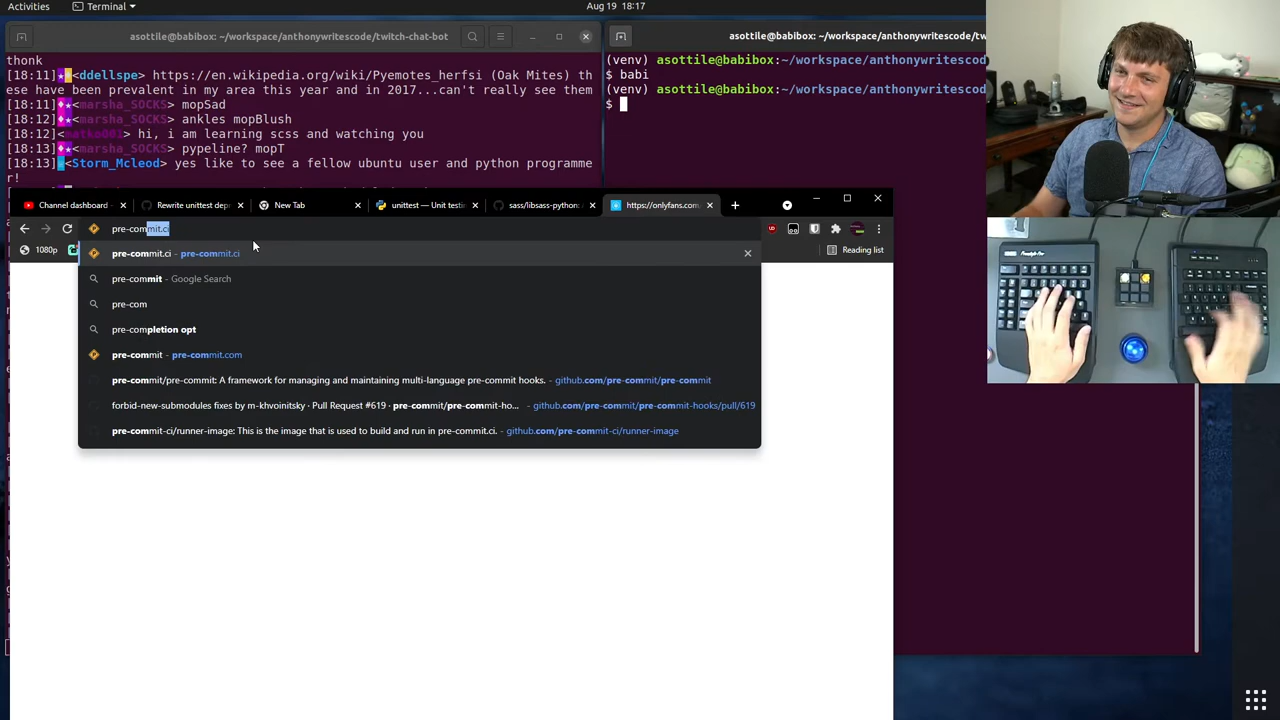 Activities
Terminal
Aug 19 18:17
asottile@babibox: ~/workspace/anthonywritescode/twitch-chat-bot
thonk
[18:11]<ddellspe> https://en.wikipedia.org/wiki/Pyemotes_herfsi (Oak Mites) th
ese have been prevalent in my area this year and in 2017...can't really see them
[18:11]<marsha_SOCKS> mopSad
[18:11]<marsha_SOCKS> ankles mopBlush
[18:12]<matko003> hi, i am learning scss and watching you
[18:13]<marsha_SOCKS> pypeline? mopT
[18:13]<Storm_Mcleod> yes like to see a fellow ubuntu user and python programme
r!
asottile@babibox: ~/workspace/anthonywritescode/tw
(venv) asottile@babibox:~/workspace/anthonywritescod
$ babi
(venv) asottile@babibox:~/workspace/anthonywritescod
$
Channel dashboard
Rewrite unittest dep
New Tab
unittest — Unit testi
sass/libsass-python:
https://onlyfans.com
pre-commit.ci
1080p
Reading list
pre-commit.ci - pre-commit.ci
pre-commit - Google Search
pre-com
pre-completion opt
pre-commit - pre-commit.com
pre-commit/pre-commit: A framework for managing and maintaining multi-language pre-commit hooks. - github.com/pre-commit/pre-commit
forbid-new-submodules fixes by m-khvoinitsky · Pull Request #619 · pre-commit/pre-commit-ho... - github.com/pre-commit/pre-commit-hooks/pull/619
pre-commit-ci/runner-image: This is the image that is used to build and run in pre-commit.ci. - github.com/pre-commit-ci/runner-image